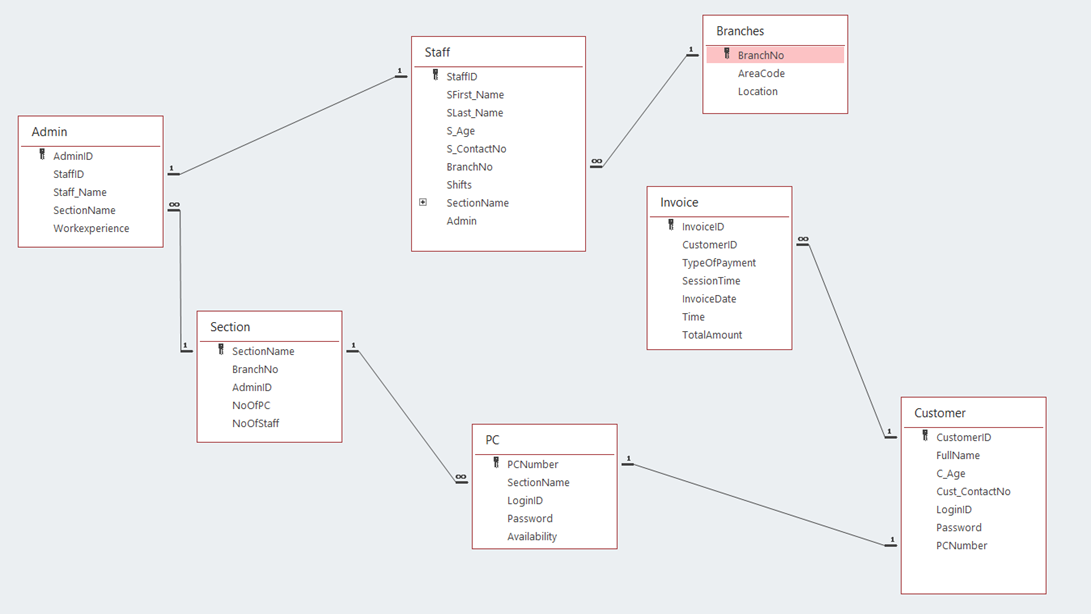 Admin
AdminID
StaffID
Staff_Name
SectionName
Workexperience
1
∞
Staff
StaffID
SFirst_Name
SLast_Name
S_Age
S_ContactNo
BranchNo
Shifts
SectionName
Admin
1
∞
Branches
BranchNo
AreaCode
Location
1
Invoice
InvoiceID
CustomerID
TypeOfPayment
SessionTime
InvoiceDate
Time
TotalAmount
∞
Section
SectionName
BranchNo
AdminID
NoOfPC
NoOfStaff
1
1
PC
PCNumber
SectionName
LoginID
Password
Availability
∞
1
Customer
CustomerID
FullName
C_Age
Cust_ContactNo
LoginID
Password
PCNumber
1
1